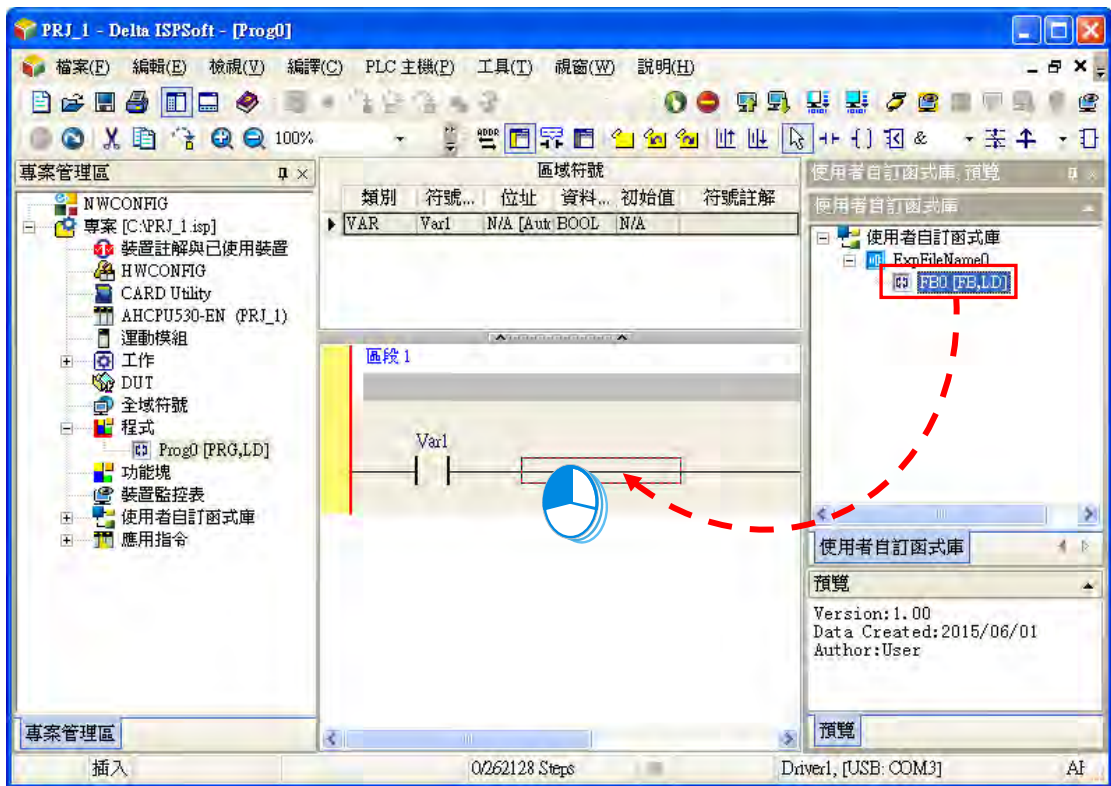 PRJ_1 - Delta ISPSoft - [Prog0]
檔案(F) 編輯(E) 檢視(V) 編譯(C) PLC 主機(P) 工具(T) 視窗(W) 說明(H)
100%
專案管理區
NWCONFIG
專案 [C:\PRJ_1.isp]
裝置註解與已使用裝置
HWCONFIG
CARD Utility
AHCPU530-EN (PRJ_1)
運動模組
工作
DUT
全域符號
程式
Prog0 [PRG,LD]
功能塊
裝置監控表
使用者自訂函式庫
應用指令
專案管理區
區域符號
類別 符號... 位址 資料... 初始值 符號註解
VAR Var1 N/A [Aut BOOL N/A
區段 1
Var1
使用者自訂函式庫, 預覽
使用者自訂函式庫
使用者自訂函式庫
ExpFileName0
FB0 [FB,LD]
使用者自訂函式庫
預覽
Version:1.00
Data Created:2015/06/01
Author:User
預覽
插入 0/262128 Steps Driver1, [USB: COM3]